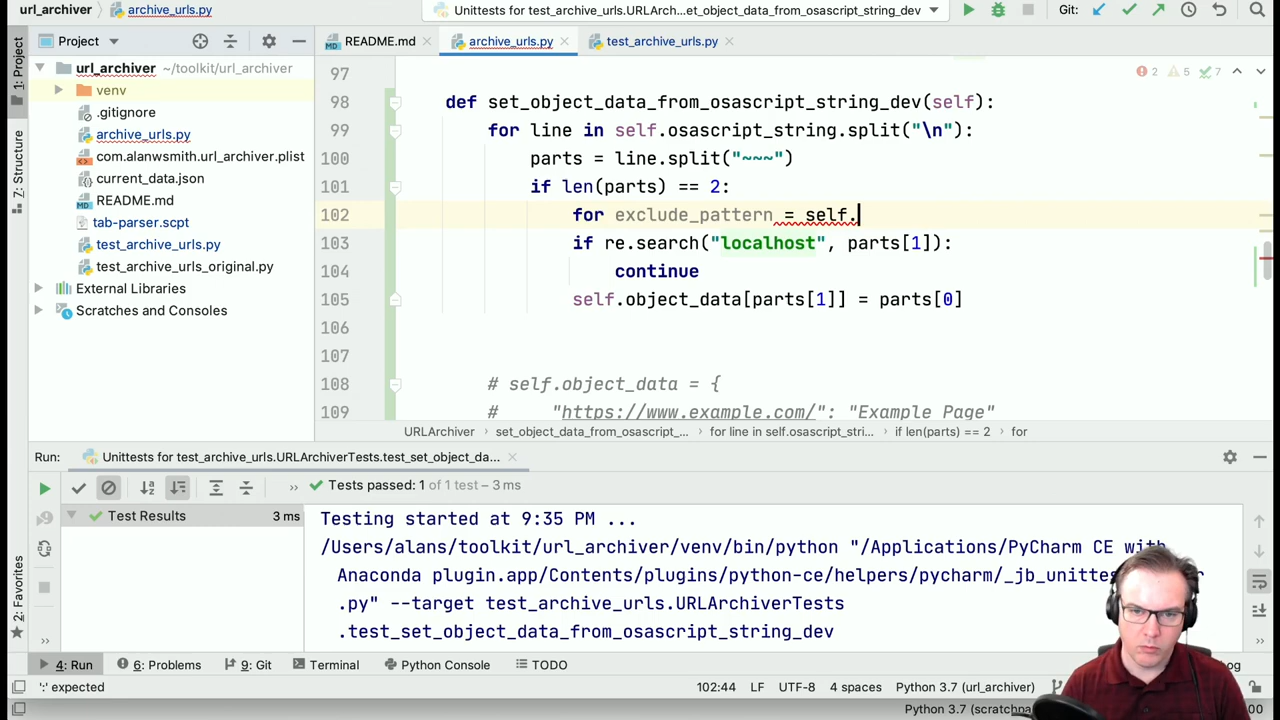 url_archiver
archive_urls.py
Unittests for test_archive_urls.URLArch...et_object_data_from_osascript_string_dev
Git:
1: Project
7: Structure
2: Favorites
Project
README.md
archive_urls.py
test_archive_urls.py
url_archiver ~/toolkit/url_archiver
venv
.gitignore
archive_urls.py
com.alanwsmith.url_archiver.plist
current_data.json
README.md
tab-parser.scpt
test_archive_urls.py
test_archive_urls_original.py
External Libraries
Scratches and Consoles
2 5 7
97
98 def set_object_data_from_osascript_string_dev(self):
99 for line in self.osascript_string.split("\n"):
100 parts = line.split("~~~")
101 if len(parts) == 2:
102 for exclude_pattern = self.
103 if re.search("localhost", parts[1]):
104 continue
105 self.object_data[parts[1]] = parts[0]
106
107
108 # self.object_data = {
109 # "https://www.example.com/": "Example Page"
URLArchiver set_object_data_from_osascript_... for line in self.osascript_stri... if len(parts) == 2 for
Run: Unittests for test_archive_urls.URLArchiverTests.test_set_object_da...
Tests passed: 1 of 1 test – 3 ms
Test Results 3 ms
Testing started at 9:35 PM ...
/Users/alans/toolkit/url_archiver/venv/bin/python "/Applications/PyCharm CE with
Anaconda plugin.app/Contents/plugins/python-ce/helpers/pycharm/_jb_unittes
.py" --target test_archive_urls.URLArchiverTests
.test_set_object_data_from_osascript_string_dev
4: Run 6: Problems 9: Git Terminal Python Console TODO
':' expected 102:44 LF UTF-8 4 spaces Python 3.7 (url_archiver)